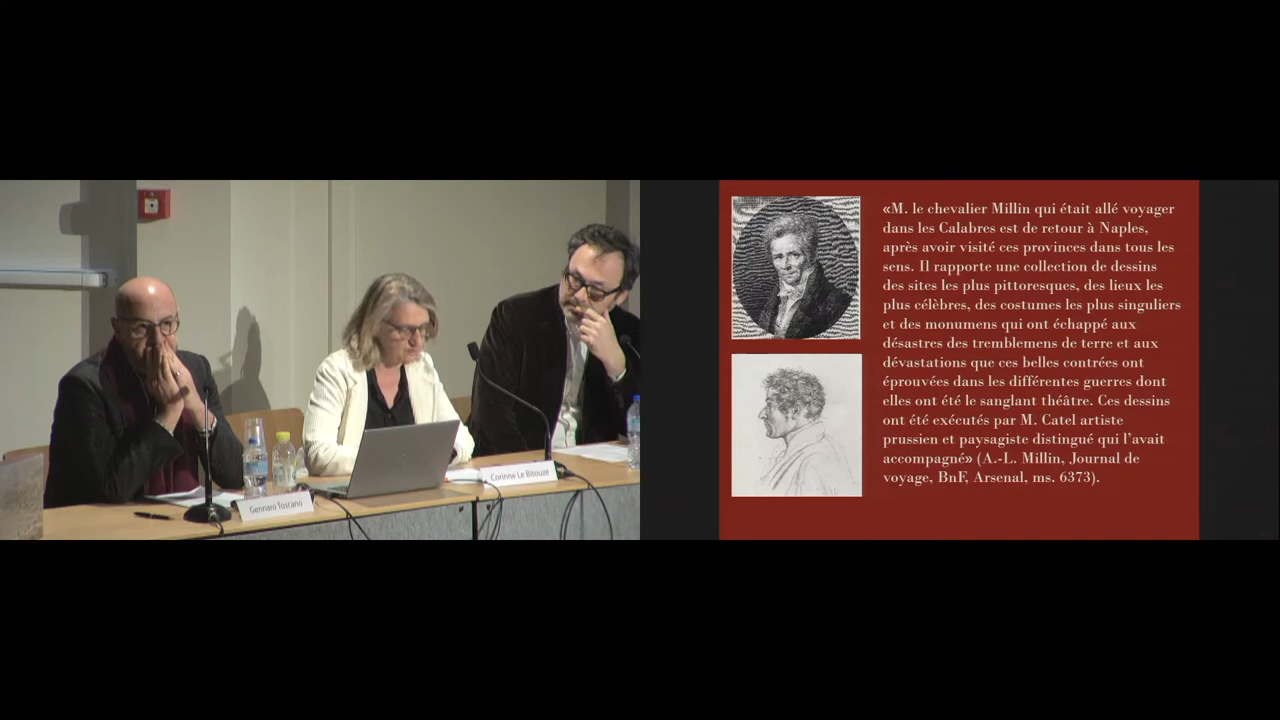 «M. le chevalier Millin qui était allé voyager
dans les Calabres est de retour à Naples,
après avoir visité ces provinces dans tous les
sens. Il rapporte une collection de dessins
des sites les plus pittoresques, des lieux les
plus célèbres, des costumes les plus singuliers
et des monumens qui ont échappé aux
désastres des tremblemens de terre et aux
dévastations que ces belles contrées ont
éprouvées dans les différentes guerres dont
elles ont été le sanglant théâtre. Ces dessins
ont été exécutés par M. Catel artiste
prussien et paysagiste distingué qui l'avait
accompagné» (A.-L. Millin, Journal de
voyage, BnF, Arsenal, ms. 6373).
Gennaro Toscano
Corinne Le Bitouzé